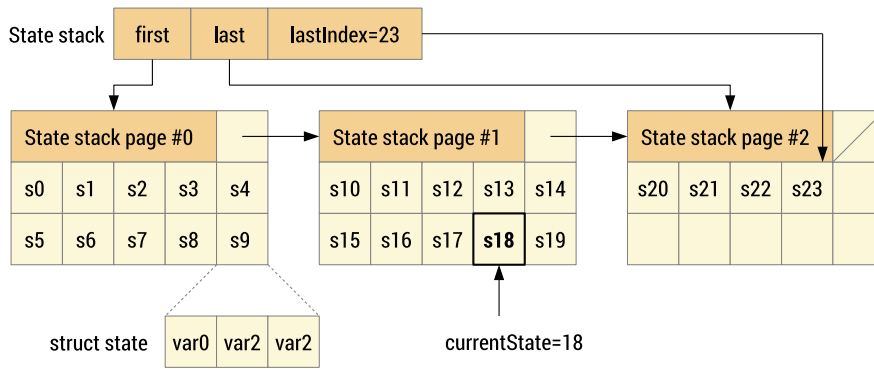 State stack first last lastIndex=23
State stack page #0 State stack page #1 State stack page #2
s0 s1 s2 s3 s4 s10 s11 s12 s13 s14 s20 s21 s22 s23
s5 s6 s7 s8 s9 s15 s16 s17 s18 s19
struct state var0 var2 var2 currentState=18